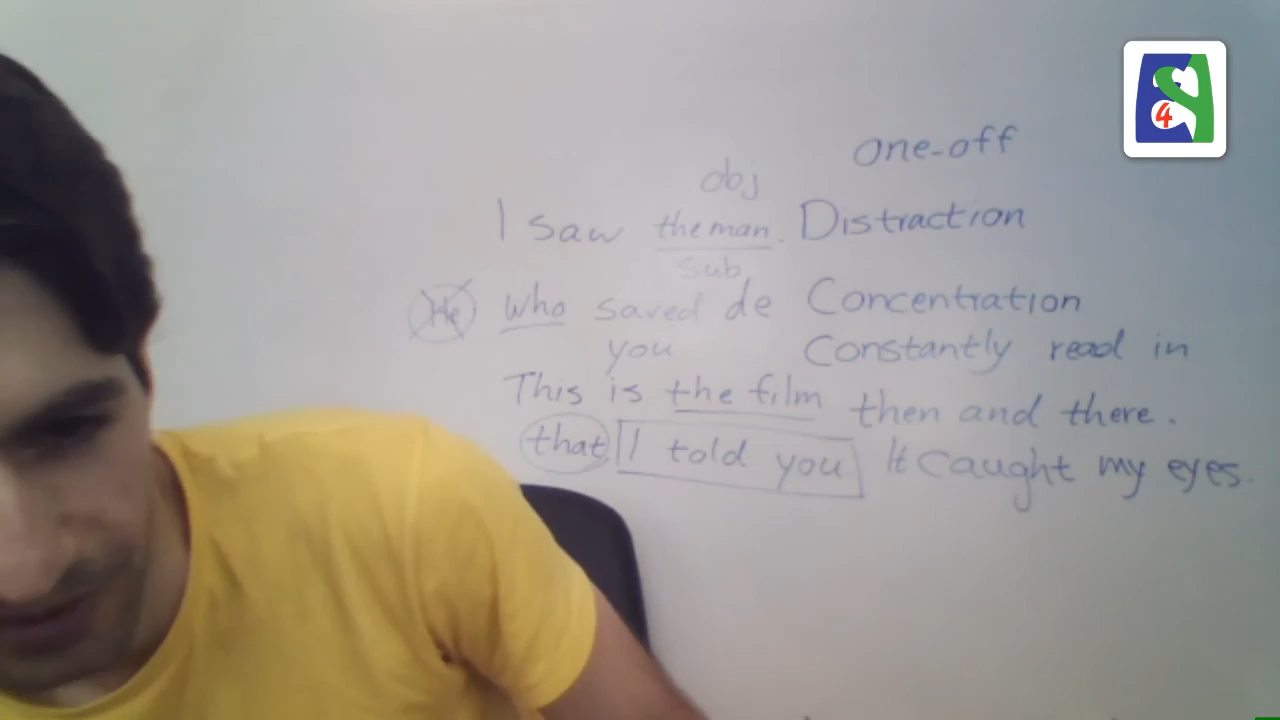 One-off
obj
I saw the man. Distraction
sub
He who saved de Concentration
you Constantly read in
This is the film then and there.
that I told you It caught my eyes.
4